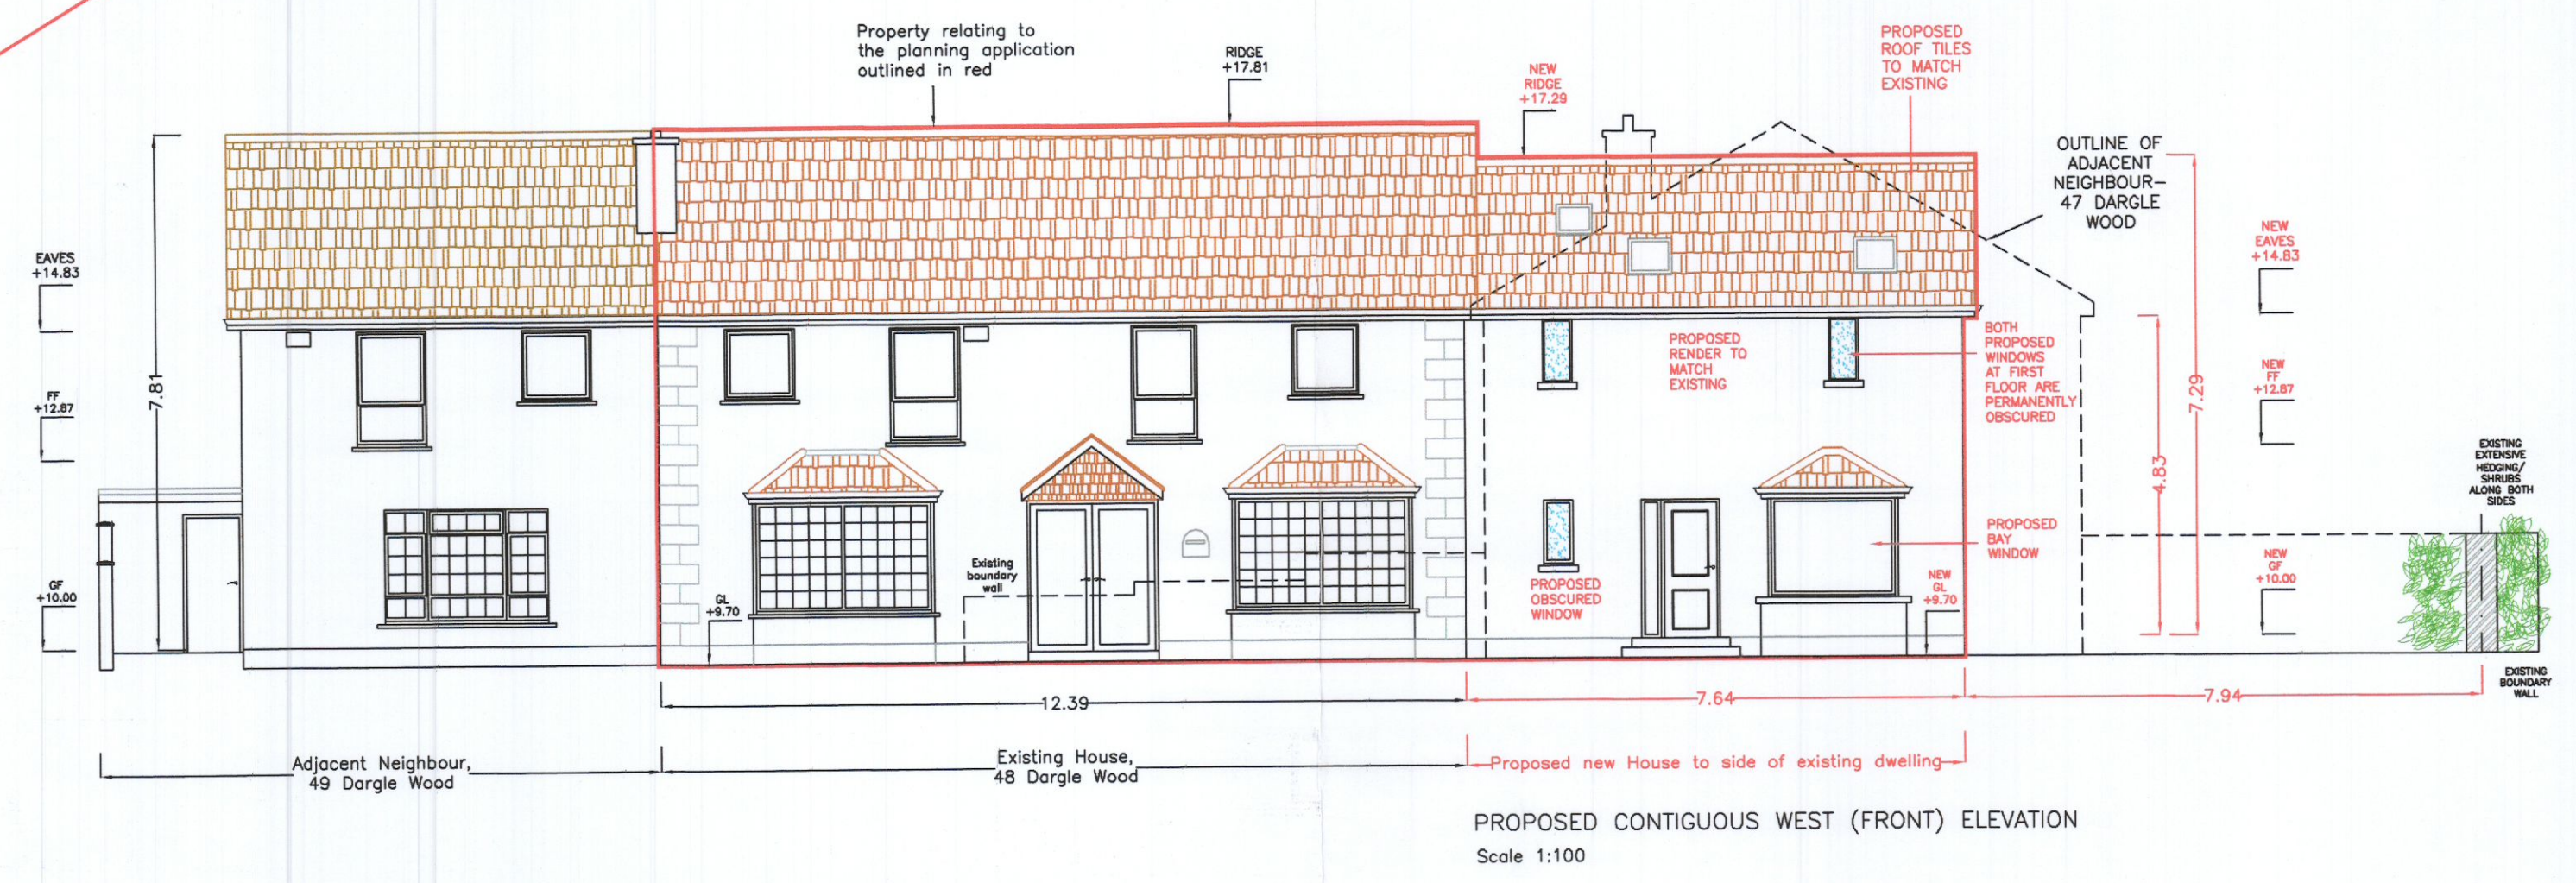 Property relating to
the planning application
outlined in red
RIDGE
+17.81
NEW
RIDGE
+17.29
PROPOSED
ROOF TILES
TO MATCH
EXISTING
OUTLINE OF
ADJACENT
NEIGHBOUR-
47 DARGLE
WOOD
EAVES
+14.83
FF
+12.87
GF
+10.00
7.81
GL
+9.70
Existing
boundary
wall
PROPOSED
RENDER TO
MATCH
EXISTING
PROPOSED
OBSCURED
WINDOW
BOTH
PROPOSED
WINDOWS
AT FIRST
FLOOR ARE
PERMANENTLY
OBSCURED
PROPOSED
BAY
WINDOW
NEW
GL
+9.70
4.83
7.29
NEW
EAVES
+14.83
NEW
FF
+12.87
NEW
GF
+10.00
EXISTING
EXTENSIVE
HEDGING/
SHRUBS
ALONG BOTH
SIDES
EXISTING
BOUNDARY
WALL
12.39
7.64
7.94
Adjacent Neighbour,
49 Dargle Wood
Existing House,
48 Dargle Wood
Proposed new House to side of existing dwelling
PROPOSED CONTIGUOUS WEST (FRONT) ELEVATION
Scale 1:100